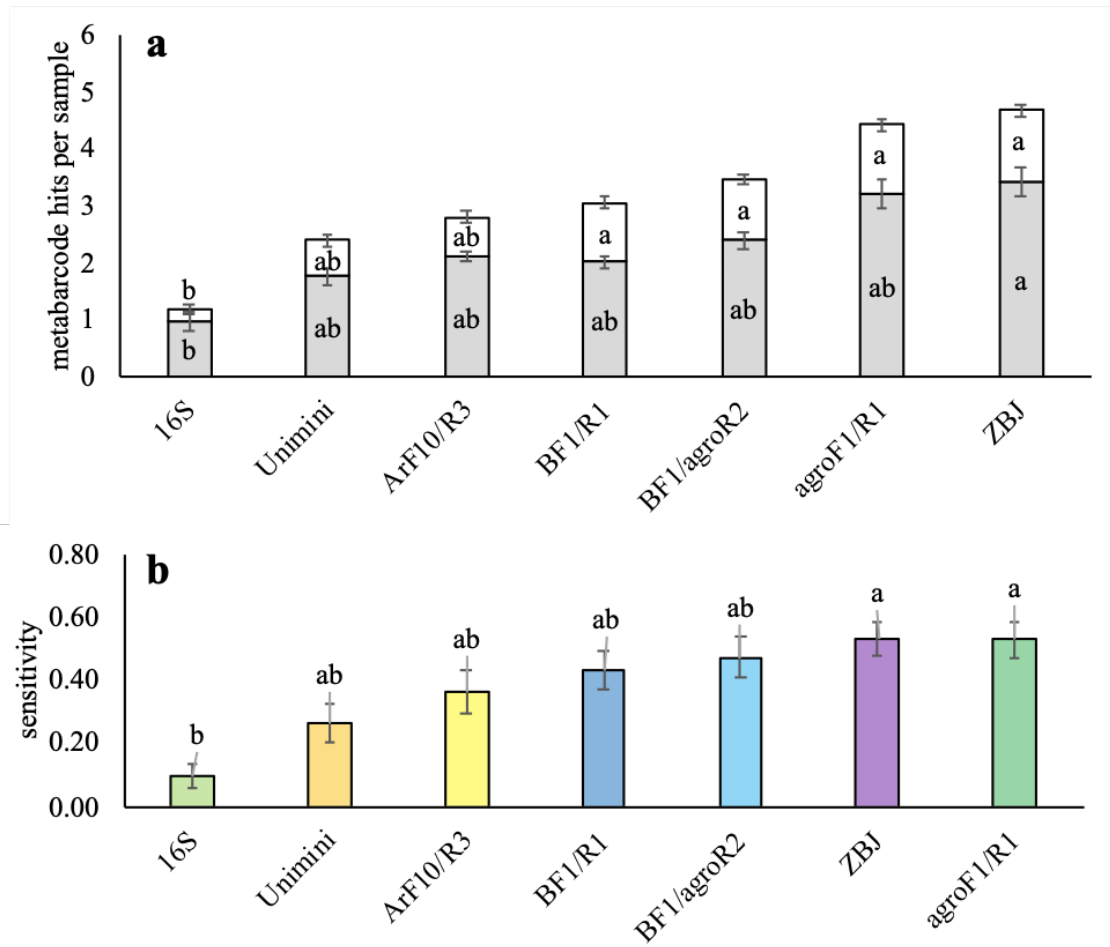 a
metabarcode hits per sample
6
5
4
3
2
1
0
b
b
ab
ab
ab
ab
a
ab
a
ab
a
ab
a
a
16S
Unimini
ArF10/R3
BF1/R1
BF1/agroR2
agroF1/R1
ZBJ
b
sensitivity
0.80
0.60
0.40
0.20
0.00
b
ab
ab
ab
ab
a
a
16S
Unimini
ArF10/R3
BF1/R1
BF1/agroR2
ZBJ
agroF1/R1